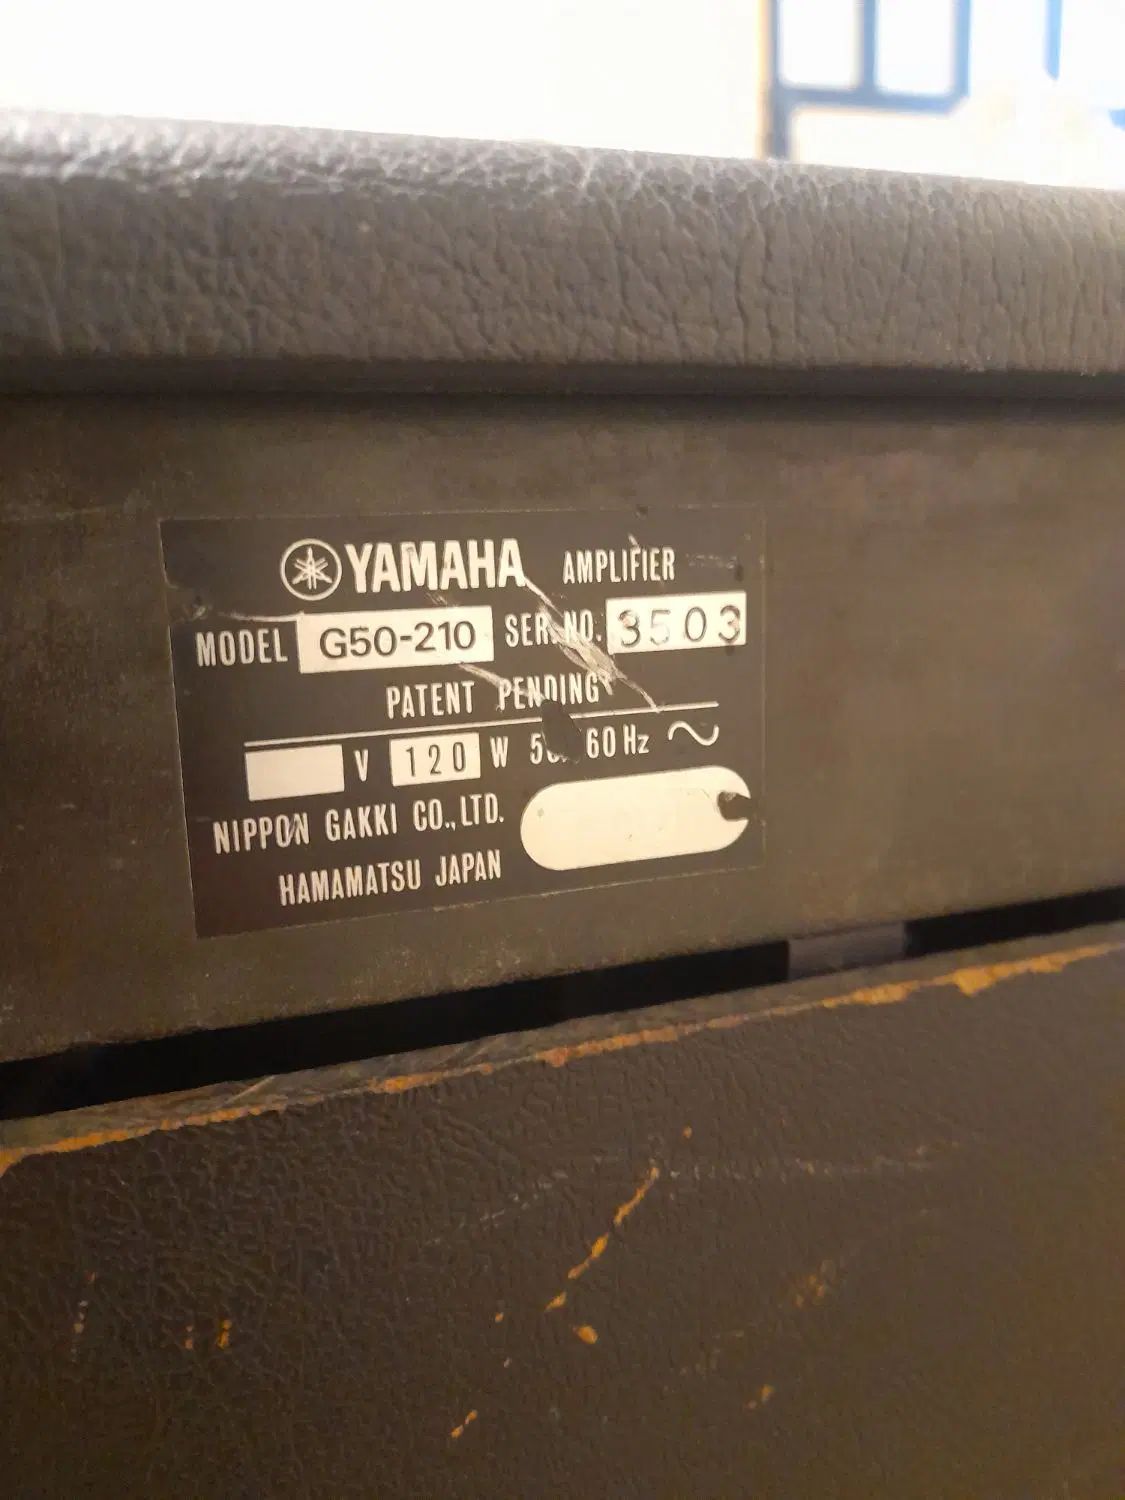 YAMAHA AMPLIFIER
MODEL G50-210 SER. NO. 3503
PATENT PENDING
V 120 W 60 Hz ~
NIPPON GAKKI CO., LTD.
HAMAMATSU JAPAN